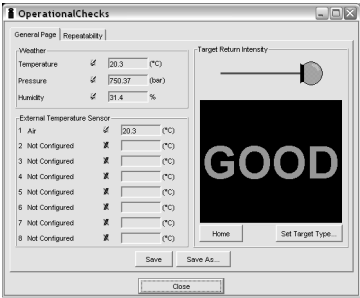 OperationalChecks
General Page Repeatability
Weather
Temperature 20.3 (°C)
Pressure 750.37 (bar)
Humidity 31.4 %
External Temperature Sensor
1 Air 20.3 (°C)
2 Not Configured (°C)
3 Not Configured (°C)
4 Not Configured (°C)
5 Not Configured (°C)
6 Not Configured (°C)
7 Not Configured (°C)
8 Not Configured (°C)
Target Return Intensity
GOOD
Home Set Target Type...
Save Save As...
Close